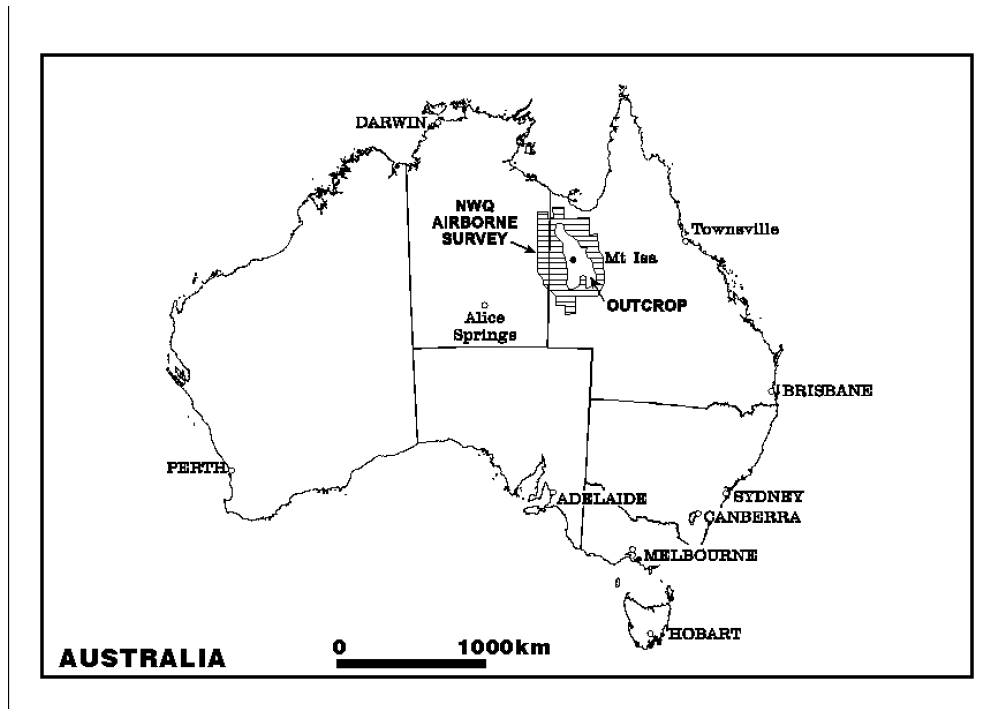 DARWIN
NWQ
AIRBORNE
SURVEY
Townsville
Mt Isa
OUTCROP
Alice
Springs
BRISBANE
PERTH
ADELAIDE
SYDNEY
CANBERRA
MELBOURNE
HOBART
0 1000km
AUSTRALIA